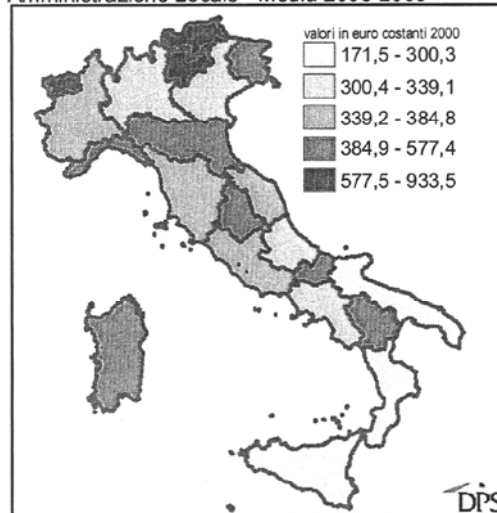 valori in euro costanti 2000
171,5 - 300,3
300,4 - 339,1
339,2 - 384,8
384,9 - 577,4
577,5 - 933,5
DPS